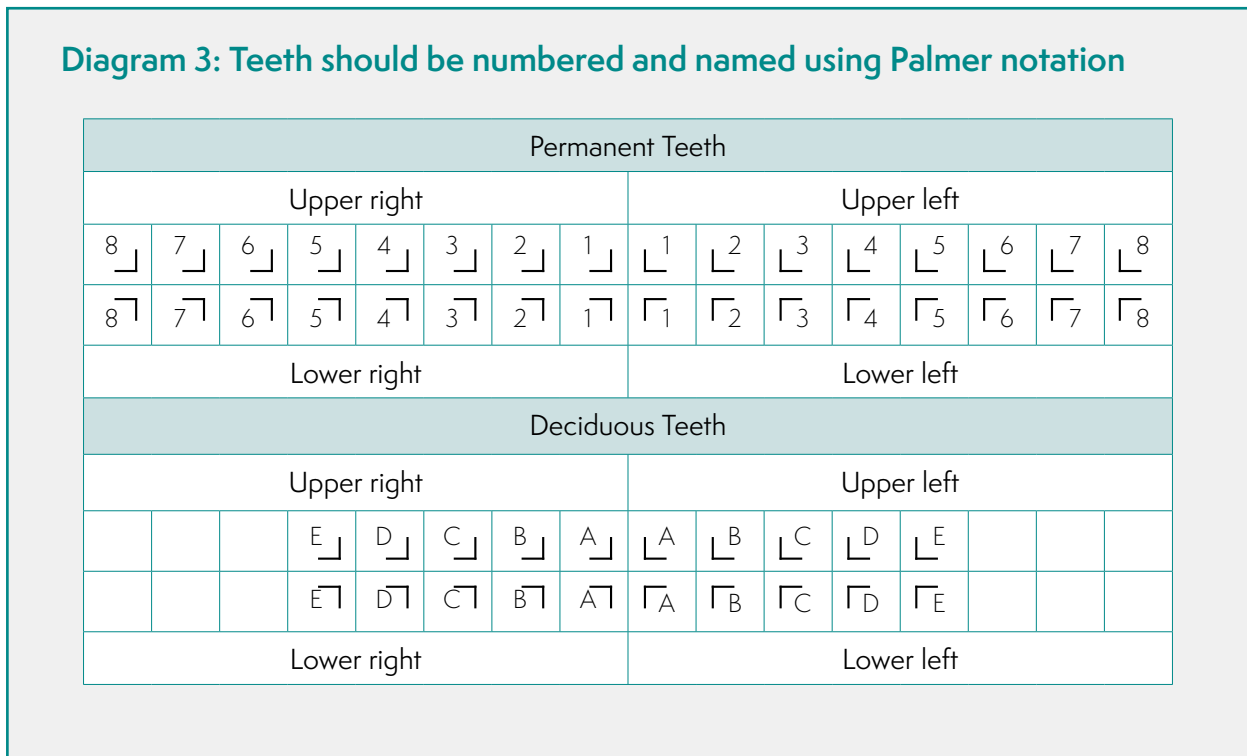 Diagram 3: Teeth should be numbered and named using Palmer notation
Permanent Teeth
Upper right Upper left
8┘ 7┘ 6┘ 5┘ 4┘ 3┘ 2┘ 1┘ └1 └2 └3 └4 └5 └6 └7 └8
8┐ 7┐ 6┐ 5┐ 4┐ 3┐ 2┐ 1┐ ┌1 ┌2 ┌3 ┌4 ┌5 ┌6 ┌7 ┌8
Lower right Lower left
Deciduous Teeth
Upper right Upper left
E┘ D┘ C┘ B┘ A┘ └A └B └C └D └E
E┐ D┐ C┐ B┐ A┐ ┌A ┌B ┌C ┌D ┌E
Lower right Lower left